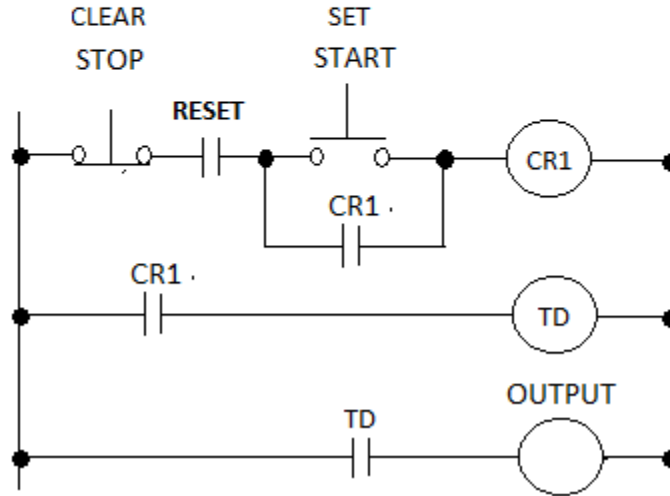 CLEAR SET
STOP START
RESET
CR1
CR1
CR1
TD
OUTPUT
TD